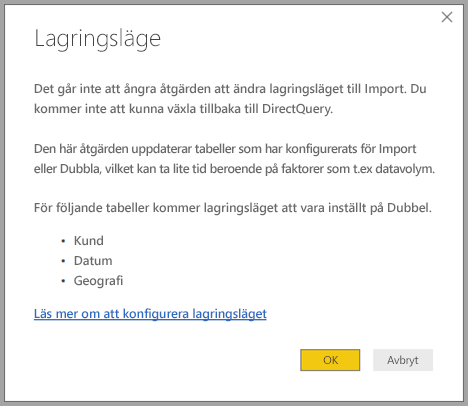 Lagringsläge
Det går inte att ångra åtgärden att ändra lagringsläget till Import. Du
kommer inte att kunna växla tillbaka till DirectQuery.
Den här åtgärden uppdaterar tabeller som har konfigurerats för Import
eller Dubbla, vilket kan ta lite tid beroende på faktorer som t.ex datavolym.
För följande tabeller kommer lagringsläget att vara inställt på Dubbel.
• Kund
• Datum
• Geografi
Läs mer om att konfigurera lagringsläget
OK Avbryt